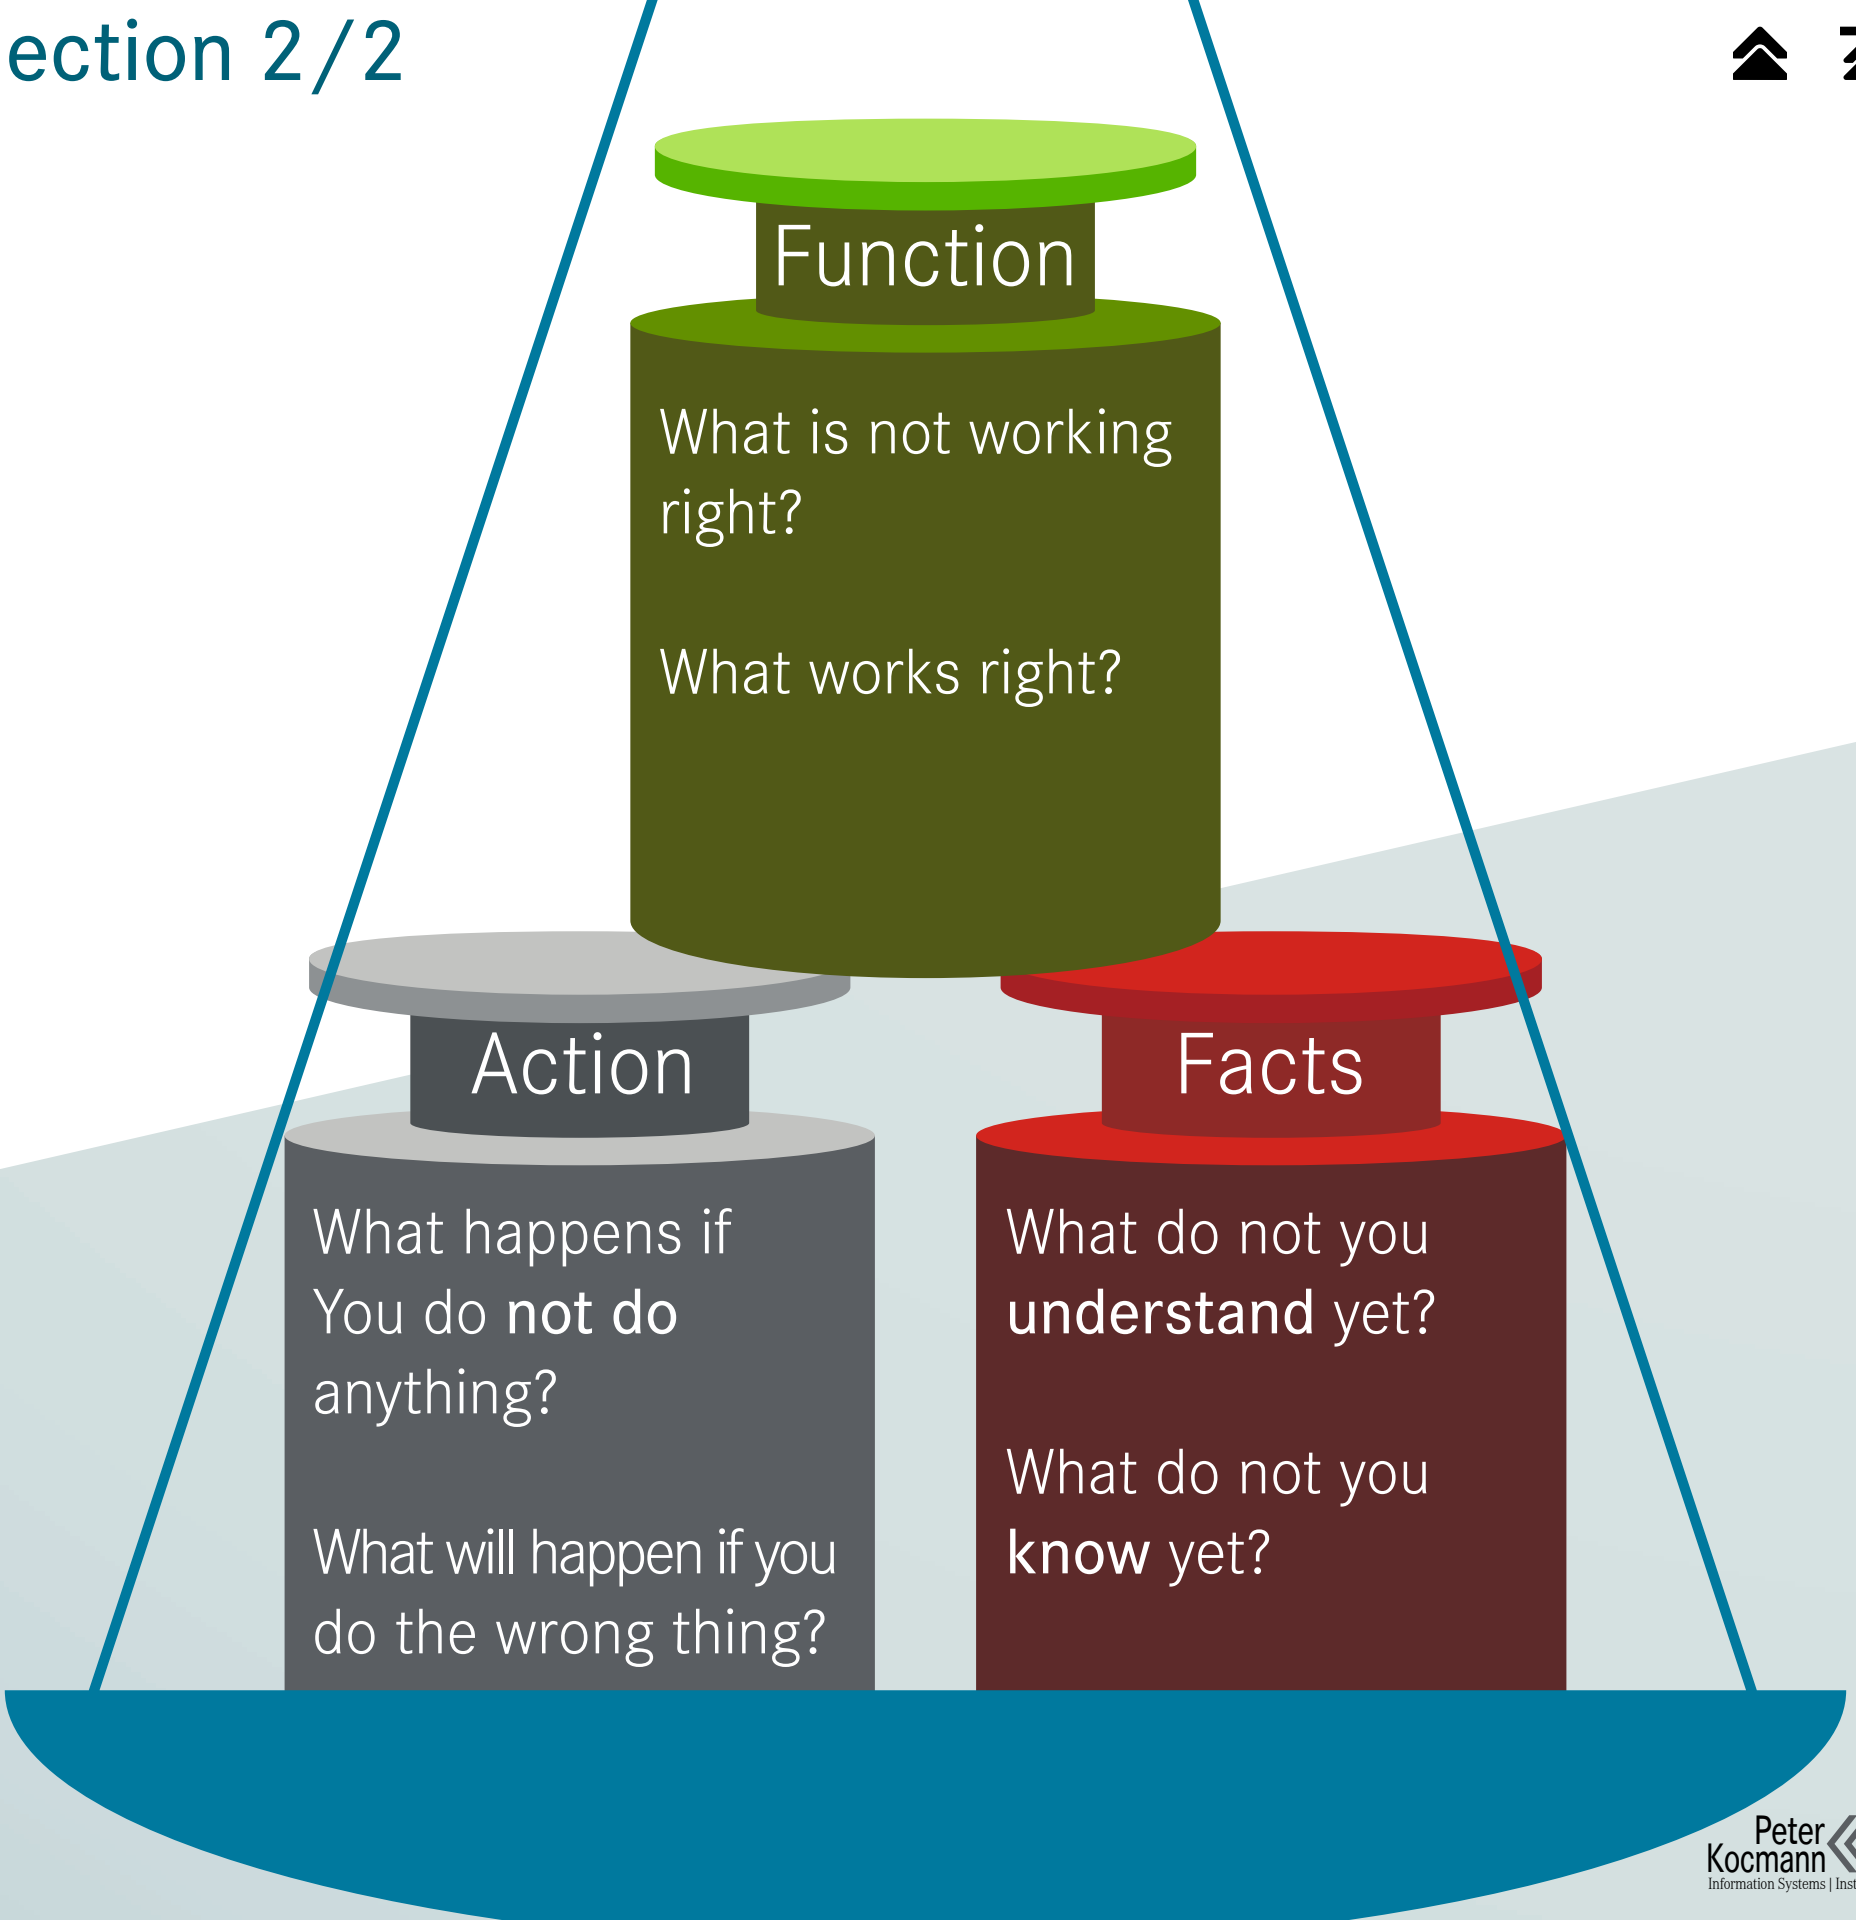 ection 2/2
Function
What is not working
right?
What works right?
Action
What happens if
You do not do
anything?
What will happen if you
do the wrong thing?
Facts
What do not you
understand yet?
What do not you
know yet?
Peter
Kocmann
Information Systems | Inst